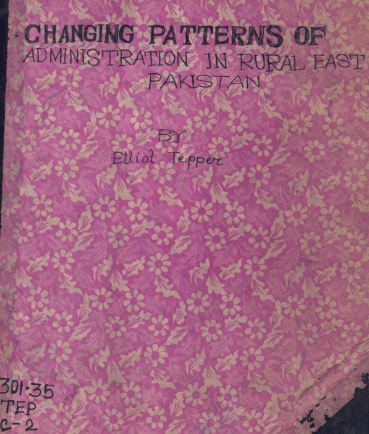 CHANGING PATTERNS OF
ADMINISTRATION IN RURAL EAST
PAKISTAN
BY
Elliot Tepper
301.35
TEP
C-2